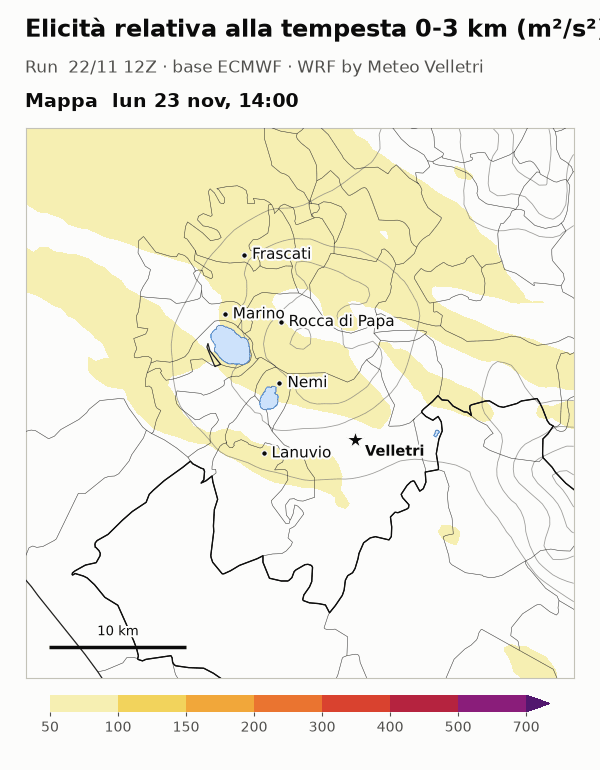 Elicità relativa alla tempesta 0-3 km (m²/s²)
Run 22/11 12Z · base ECMWF · WRF by Meteo Velletri
Mappa lun 23 nov, 14:00
Frascati
Marino
Rocca di Papa
Nemi
Velletri
Lanuvio
10 km
50 100 150 200 300 400 500 700